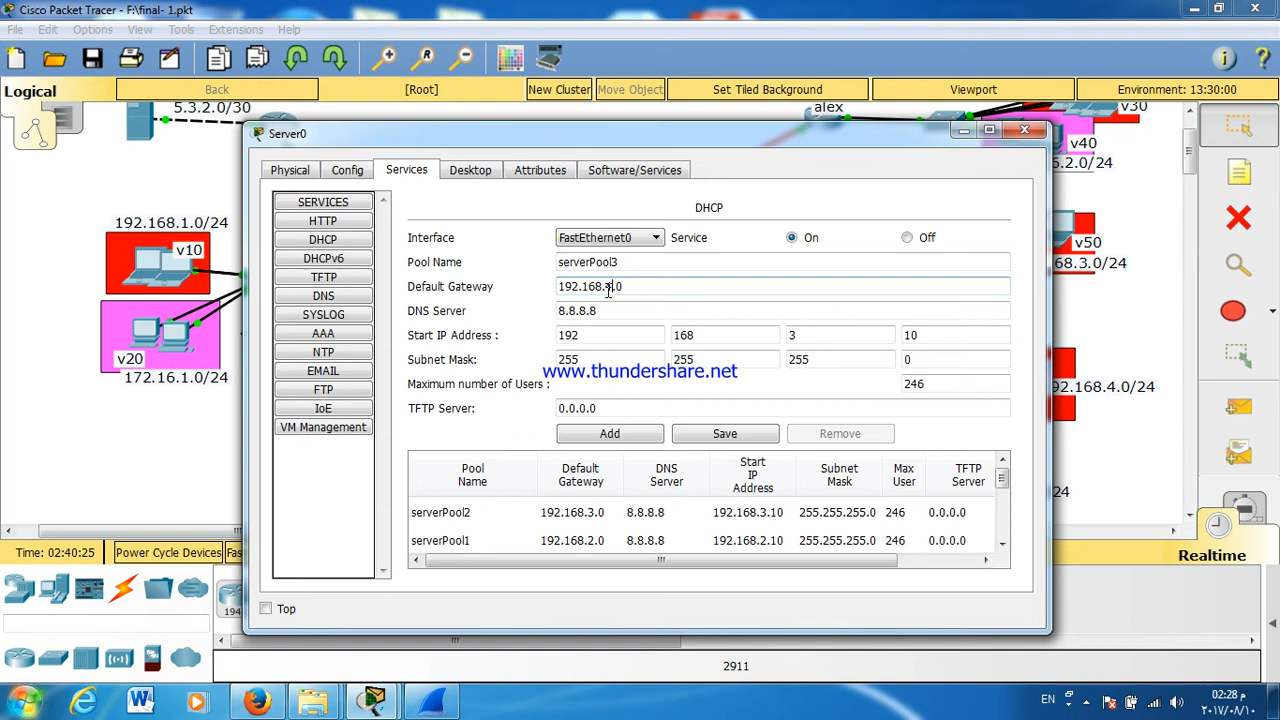 Cisco Packet Tracer - F:\final- 1.pkt
File Edit Options View Tools Extensions Help
Logical Back [Root] New Cluster Move Object Set Tiled Background Viewport Environment: 13:30:00
5.3.2.0/30
alex
v30
v40
6.2.0/24
192.168.1.0/24
v10
v20
172.16.1.0/24
v50
8.3.0/24
92.168.4.0/24
24
Server0
Physical Config Services Desktop Attributes Software/Services
SERVICES
HTTP
DHCP
DHCPv6
TFTP
DNS
SYSLOG
AAA
NTP
EMAIL
FTP
IoE
VM Management
DHCP
Interface FastEthernet0 Service On Off
Pool Name serverPool3
Default Gateway
DNS Server 8.8.8.8
Start IP Address : 192 168 3 10
Subnet Mask: 255 255 255 0
www.thundershare.net
Maximum number of Users : 246
TFTP Server: 0.0.0.0
Add Save Remove
Pool Name Default Gateway DNS Server Start IP Address Subnet Mask Max User TFTP Server
serverPool2 192.168.3.0 8.8.8.8 192.168.3.10 255.255.255.0 246 0.0.0.0
serverPool1 192.168.2.0 8.8.8.8 192.168.2.10 255.255.255.0 246 0.0.0.0
Top
Time: 02:40:25 Power Cycle Devices Fas
Realtime
194
2911
EN
02:28 م
٢٠١٧/٠٨/١٠